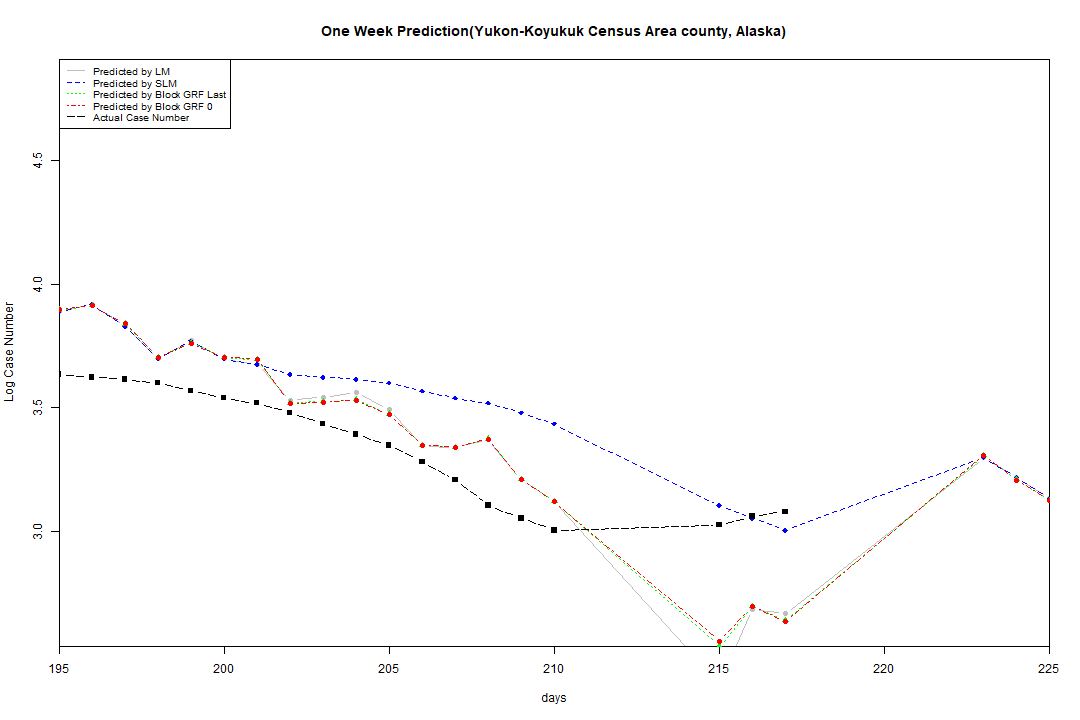 One Week Prediction(Yukon-Koyukuk Census Area county, Alaska)
Predicted by LM
Predicted by SLM
Predicted by Block GRF Last
Predicted by Block GRF 0
Actual Case Number
4.5
4.0
3.5
3.0
Log Case Number
195 200 205 210 215 220 225
days